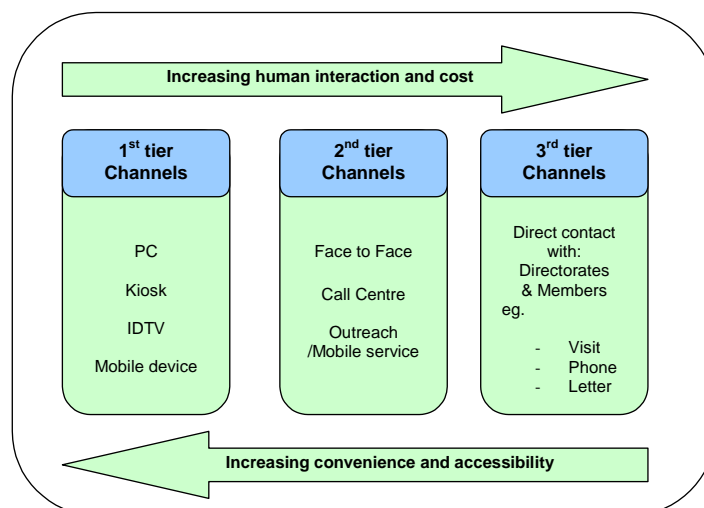 Increasing human interaction and cost
1st tier
Channels
PC
Kiosk
IDTV
Mobile device
2nd tier
Channels
Face to Face
Call Centre
Outreach
/Mobile service
3rd tier
Channels
Direct contact
with:
Directorates
& Members
eg.
- Visit
- Phone
- Letter
Increasing convenience and accessibility